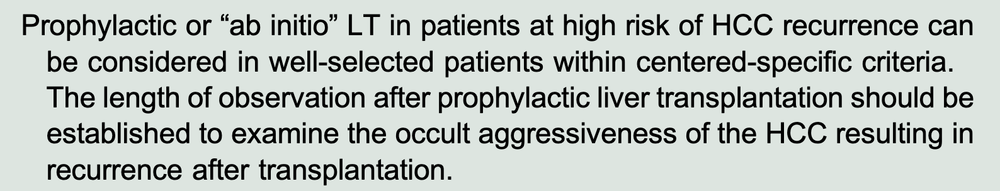 Prophylactic or “ab initio” LT in patients at high risk of HCC recurrence can
be considered in well-selected patients within centered-specific criteria.
The length of observation after prophylactic liver transplantation should be
established to examine the occult aggressiveness of the HCC resulting in
recurrence after transplantation.